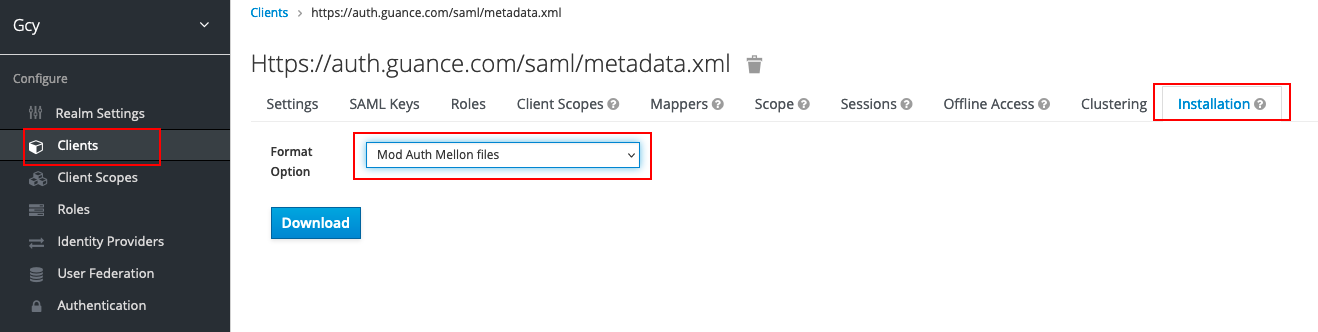 Gcy
Configure
Realm Settings
Clients
Client Scopes
Roles
Identity Providers
User Federation
Authentication
Clients > https://auth.guance.com/saml/metadata.xml
Https://auth.guance.com/saml/metadata.xml
Settings SAML Keys Roles Client Scopes Mappers Scope Sessions Offline Access Clustering Installation
Format
Option
Mod Auth Mellon files
Download